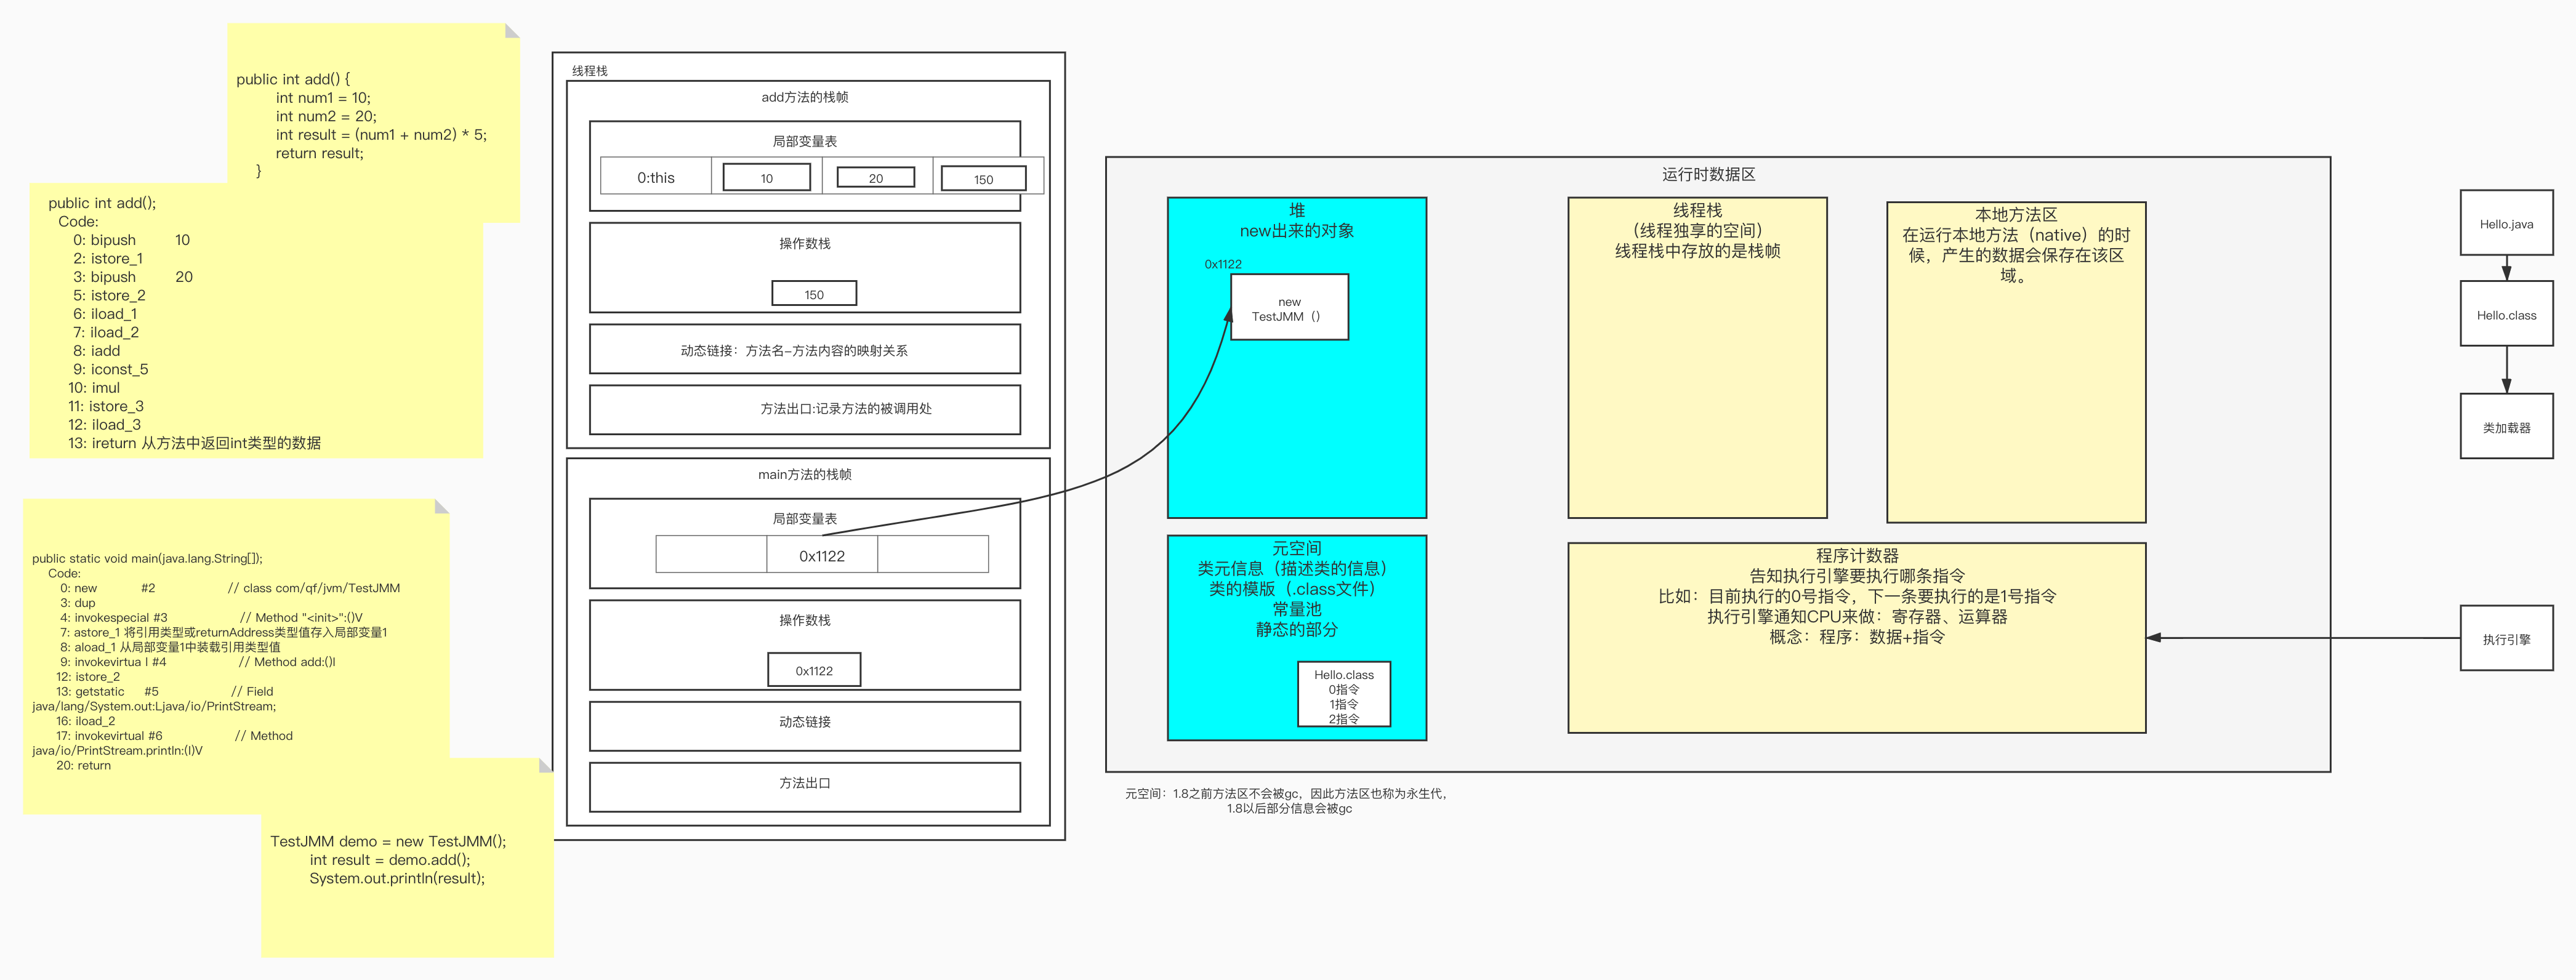 public int add() {
int num1 = 10;
int num2 = 20;
int result = (num1 + num2) * 5;
return result;
}
public int add();
Code:
0: bipush 10
2: istore_1
3: bipush 20
5: istore_2
6: iload_1
7: iload_2
8: iadd
9: iconst_5
10: imul
11: istore_3
12: iload_3
13: ireturn 从方法中返回int类型的数据
public static void main(java.lang.String[]);
Code:
0: new #2 // class com/qf/jvm/TestJMM
3: dup
4: invokespecial #3 // Method "<init>":()V
7: astore_1 将引用类型或returnAddress类型值存入局部变量1
8: aload_1 从局部变量1中装载引用类型值
9: invokevirtua l #4 // Method add:()I
12: istore_2
13: getstatic #5 // Field
java/lang/System.out:Ljava/io/PrintStream;
16: iload_2
17: invokevirtual #6 // Method
java/io/PrintStream.println:(I)V
20: return
TestJMM demo = new TestJMM();
int result = demo.add();
System.out.println(result);
线程栈
add方法的栈帧
局部变量表
0:this 10 20 150
操作数栈
150
动态链接：方法名-方法内容的映射关系
方法出口:记录方法的被调用处
main方法的栈帧
局部变量表
0x1122
操作数栈
0x1122
动态链接
方法出口
运行时数据区
堆
new出来的对象
0x1122
new
TestJMM（）
线程栈
（线程独享的空间）
线程栈中存放的是栈帧
本地方法区
在运行本地方法（native）的时
候，产生的数据会保存在该区
域。
元空间
类元信息（描述类的信息）
类的模版（.class文件）
常量池
静态的部分
Hello.class
0指令
1指令
2指令
程序计数器
告知执行引擎要执行哪条指令
比如：目前执行的0号指令，下一条要执行的是1号指令
执行引擎通知CPU来做：寄存器、运算器
概念：程序：数据+指令
元空间：1.8之前方法区不会被gc，因此方法区也称为永生代，
1.8以后部分信息会被gc
Hello.java
Hello.class
类加载器
执行引擎